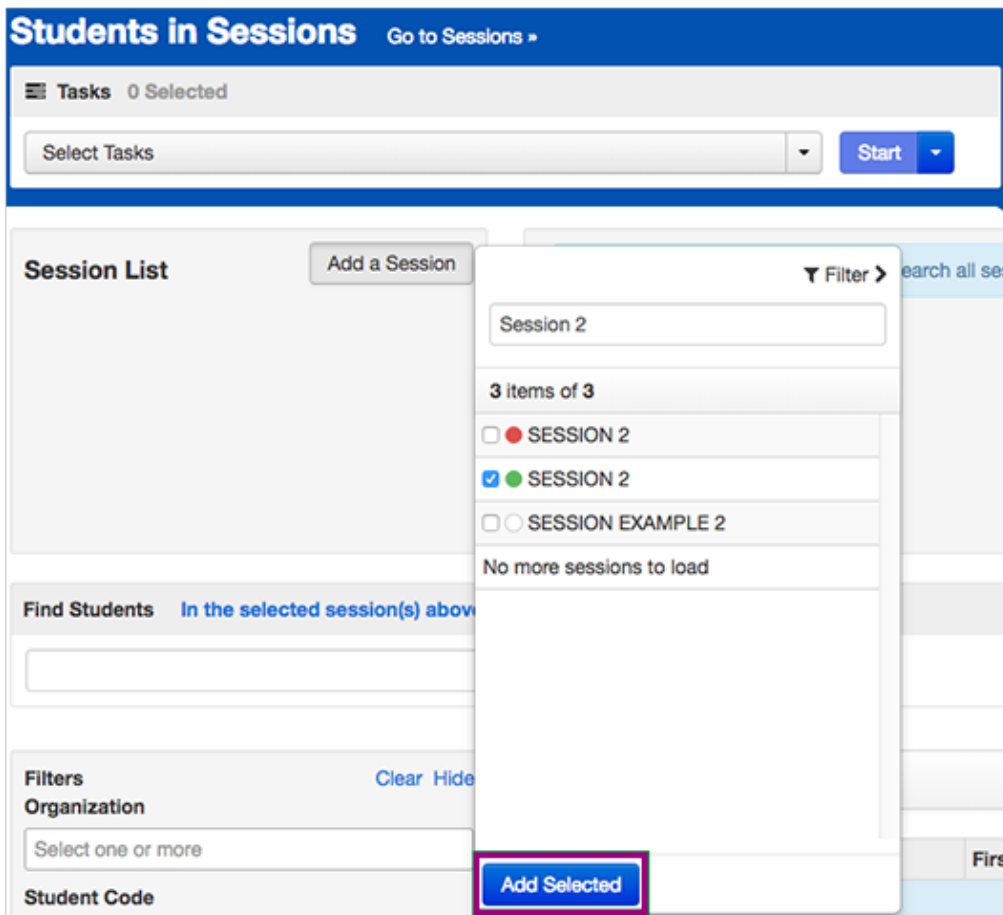 Students in Sessions Go to Sessions »
Tasks 0 Selected
Select Tasks
Start
Session List
Add a Session
Filter
earch all
Session 2
3 items of 3
SESSION 2
SESSION 2
SESSION EXAMPLE 2
No more sessions to load
Find Students In the selected session(s)
Filters
Clear Hide
Organization
Select one or more
Student Code
Add Selected